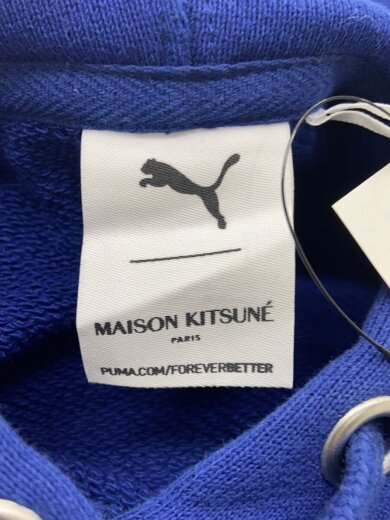 MAISON KITSUNÉ
PARIS
PUMA.COM/FOREVERBETTER